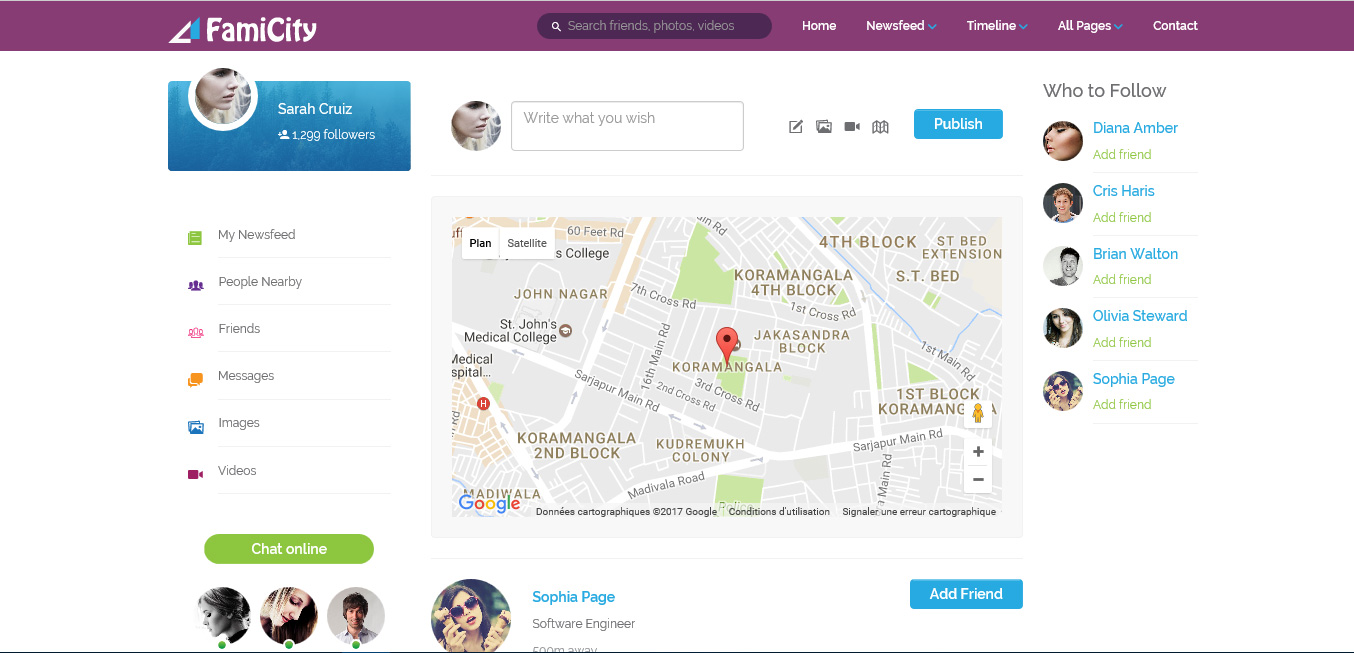 FamiCity
Search friends, photos, videos
Home
Newsfeed
Timeline
All Pages
Contact
Sarah Cruiz
1,299 followers
My Newsfeed
People Nearby
Friends
Messages
Images
Videos
Chat online
Write what you wish
Publish
Plan
Satellite
60 Feet Rd
's College
JOHN NAGAR
7th Cross Rd
4TH BLOCK
ST BED
EXTENSION
S.T. BED
KORAMANGALA
4TH BLOCK
1st Cross Rd
St. John's
Medical College
JAKASANDRA
BLOCK
16th Main Rd
1st Main Rd
Medical
spital...
KORAMANGALA
Sarjapur Main Rd
2nd Cross Rd
3rd Cross Rd
1ST BLOCK
H
KORAMANGALA
2ND BLOCK
KUDREMUKH
COLONY
Sarjapur Main Rd
Madivala Road
MADIWALA
Google
Données cartographiques ©2017 Google
Conditions d'utilisation
Signaler une erreur cartographique
Sophia Page
Software Engineer
500m away
Add Friend
Who to Follow
Diana Amber
Add friend
Cris Haris
Add friend
Brian Walton
Add friend
Olivia Steward
Add friend
Sophia Page
Add friend